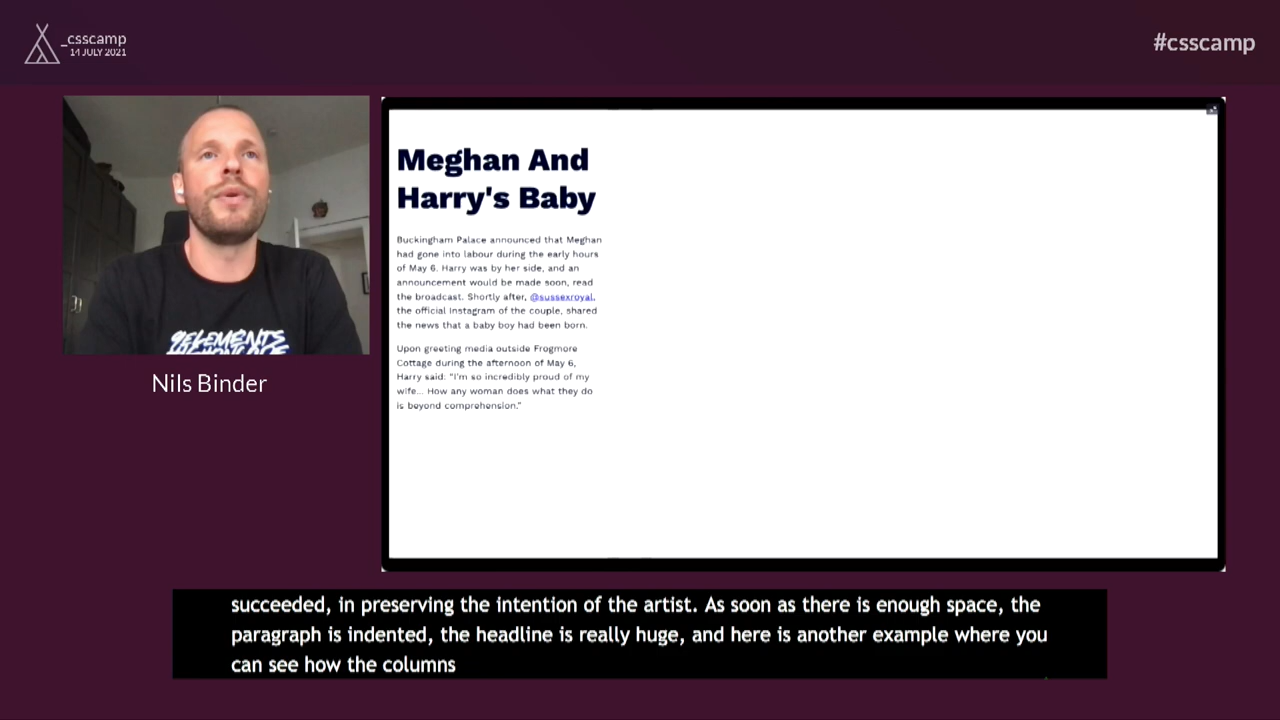 _csscamp
14 JULY 2021
#csscamp
Meghan And
Harry's Baby
Buckingham Palace announced that Meghan
had gone into labour during the early hours
of May 6. Harry was by her side, and an
announcement would be made soon, read
the broadcast. Shortly after, @sussexroyal,
the official Instagram of the couple, shared
the news that a baby boy had been born.
Upon greeting media outside Frogmore
Cottage during the afternoon of May 6,
Harry said: “I'm so incredibly proud of my
wife... How any woman does what they do
is beyond comprehension.”
9ELEMENTS
Nils Binder
succeeded, in preserving the intention of the artist. As soon as there is enough space, the
paragraph is indented, the headline is really huge, and here is another example where you
can see how the columns